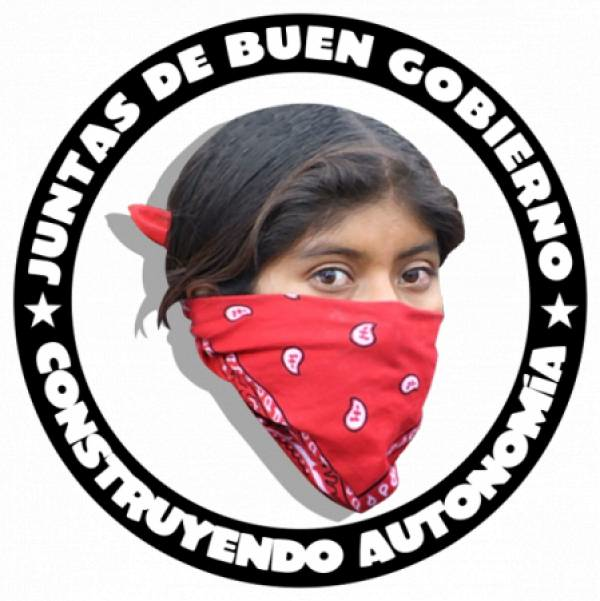 JUNTAS DE BUEN GOBIERNO
CONSTRUYENDO AUTONOMÍA